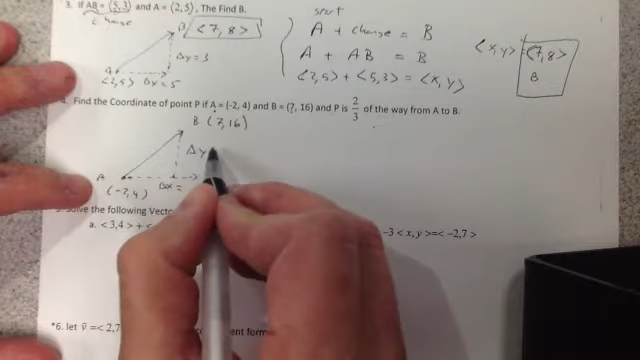 3. If AB = (5, 3) and A = (2, 5), The Find B.
change
B <7, 8>
Δy = 3
A
<2,5> Δx = 5
start
A + change = B
A + AB = B
<2,5> + <5,3> = <x, y>
<x, y> = <7, 8>
B
Find the Coordinate of point P if A = (-2, 4) and B = (7, 16) and P is 2/3 of the way from A to B.
B (7, 16)
Δy
A
(-2, 4) Δx =
Solve the following Vect
a. <3,4> +
-3 < x, y >=< -2,7 >
*6. let v =< 2,7
ent form